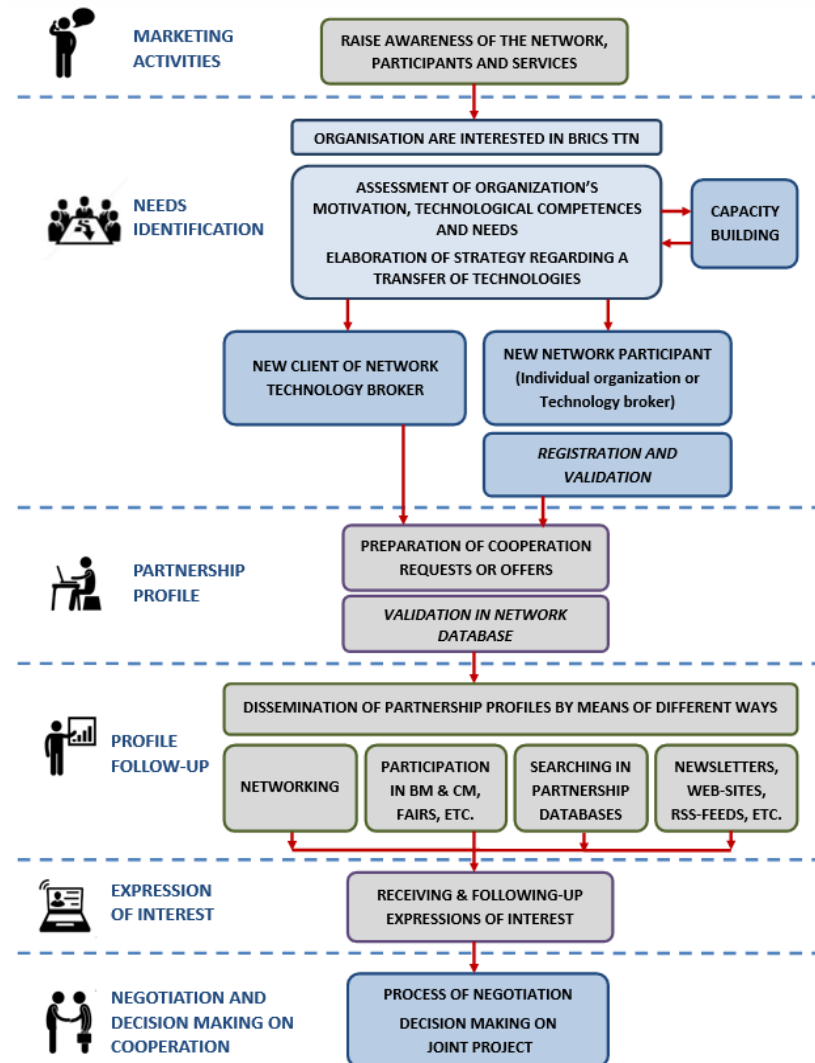 MARKETING
ACTIVITIES
RAISE AWARENESS OF THE NETWORK,
PARTICIPANTS AND SERVICES
ORGANISATION ARE INTERESTED IN BRICS TTN
NEEDS
IDENTIFICATION
ASSESSMENT OF ORGANIZATION'S
MOTIVATION, TECHNOLOGICAL COMPETENCES
AND NEEDS
ELABORATION OF STRATEGY REGARDING A
TRANSFER OF TECHNOLOGIES
CAPACITY
BUILDING
NEW CLIENT OF NETWORK
TECHNOLOGY BROKER
NEW NETWORK PARTICIPANT
(Individual organization or
Technology broker)
REGISTRATION AND
VALIDATION
PARTNERSHIP
PROFILE
PREPARATION OF COOPERATION
REQUESTS OR OFFERS
VALIDATION IN NETWORK
DATABASE
PROFILE
FOLLOW-UP
DISSEMINATION OF PARTNERSHIP PROFILES BY MEANS OF DIFFERENT WAYS
NETWORKING
PARTICIPATION
IN BM & CM,
FAIRS, ETC.
SEARCHING IN
PARTNERSHIP
DATABASES
NEWSLETTERS,
WEB-SITES,
RSS-FEEDS, ETC.
EXPRESSION
OF INTEREST
RECEIVING & FOLLOWING-UP
EXPRESSIONS OF INTEREST
NEGOTIATION AND
DECISION MAKING ON
COOPERATION
PROCESS OF NEGOTIATION
DECISION MAKING ON
JOINT PROJECT